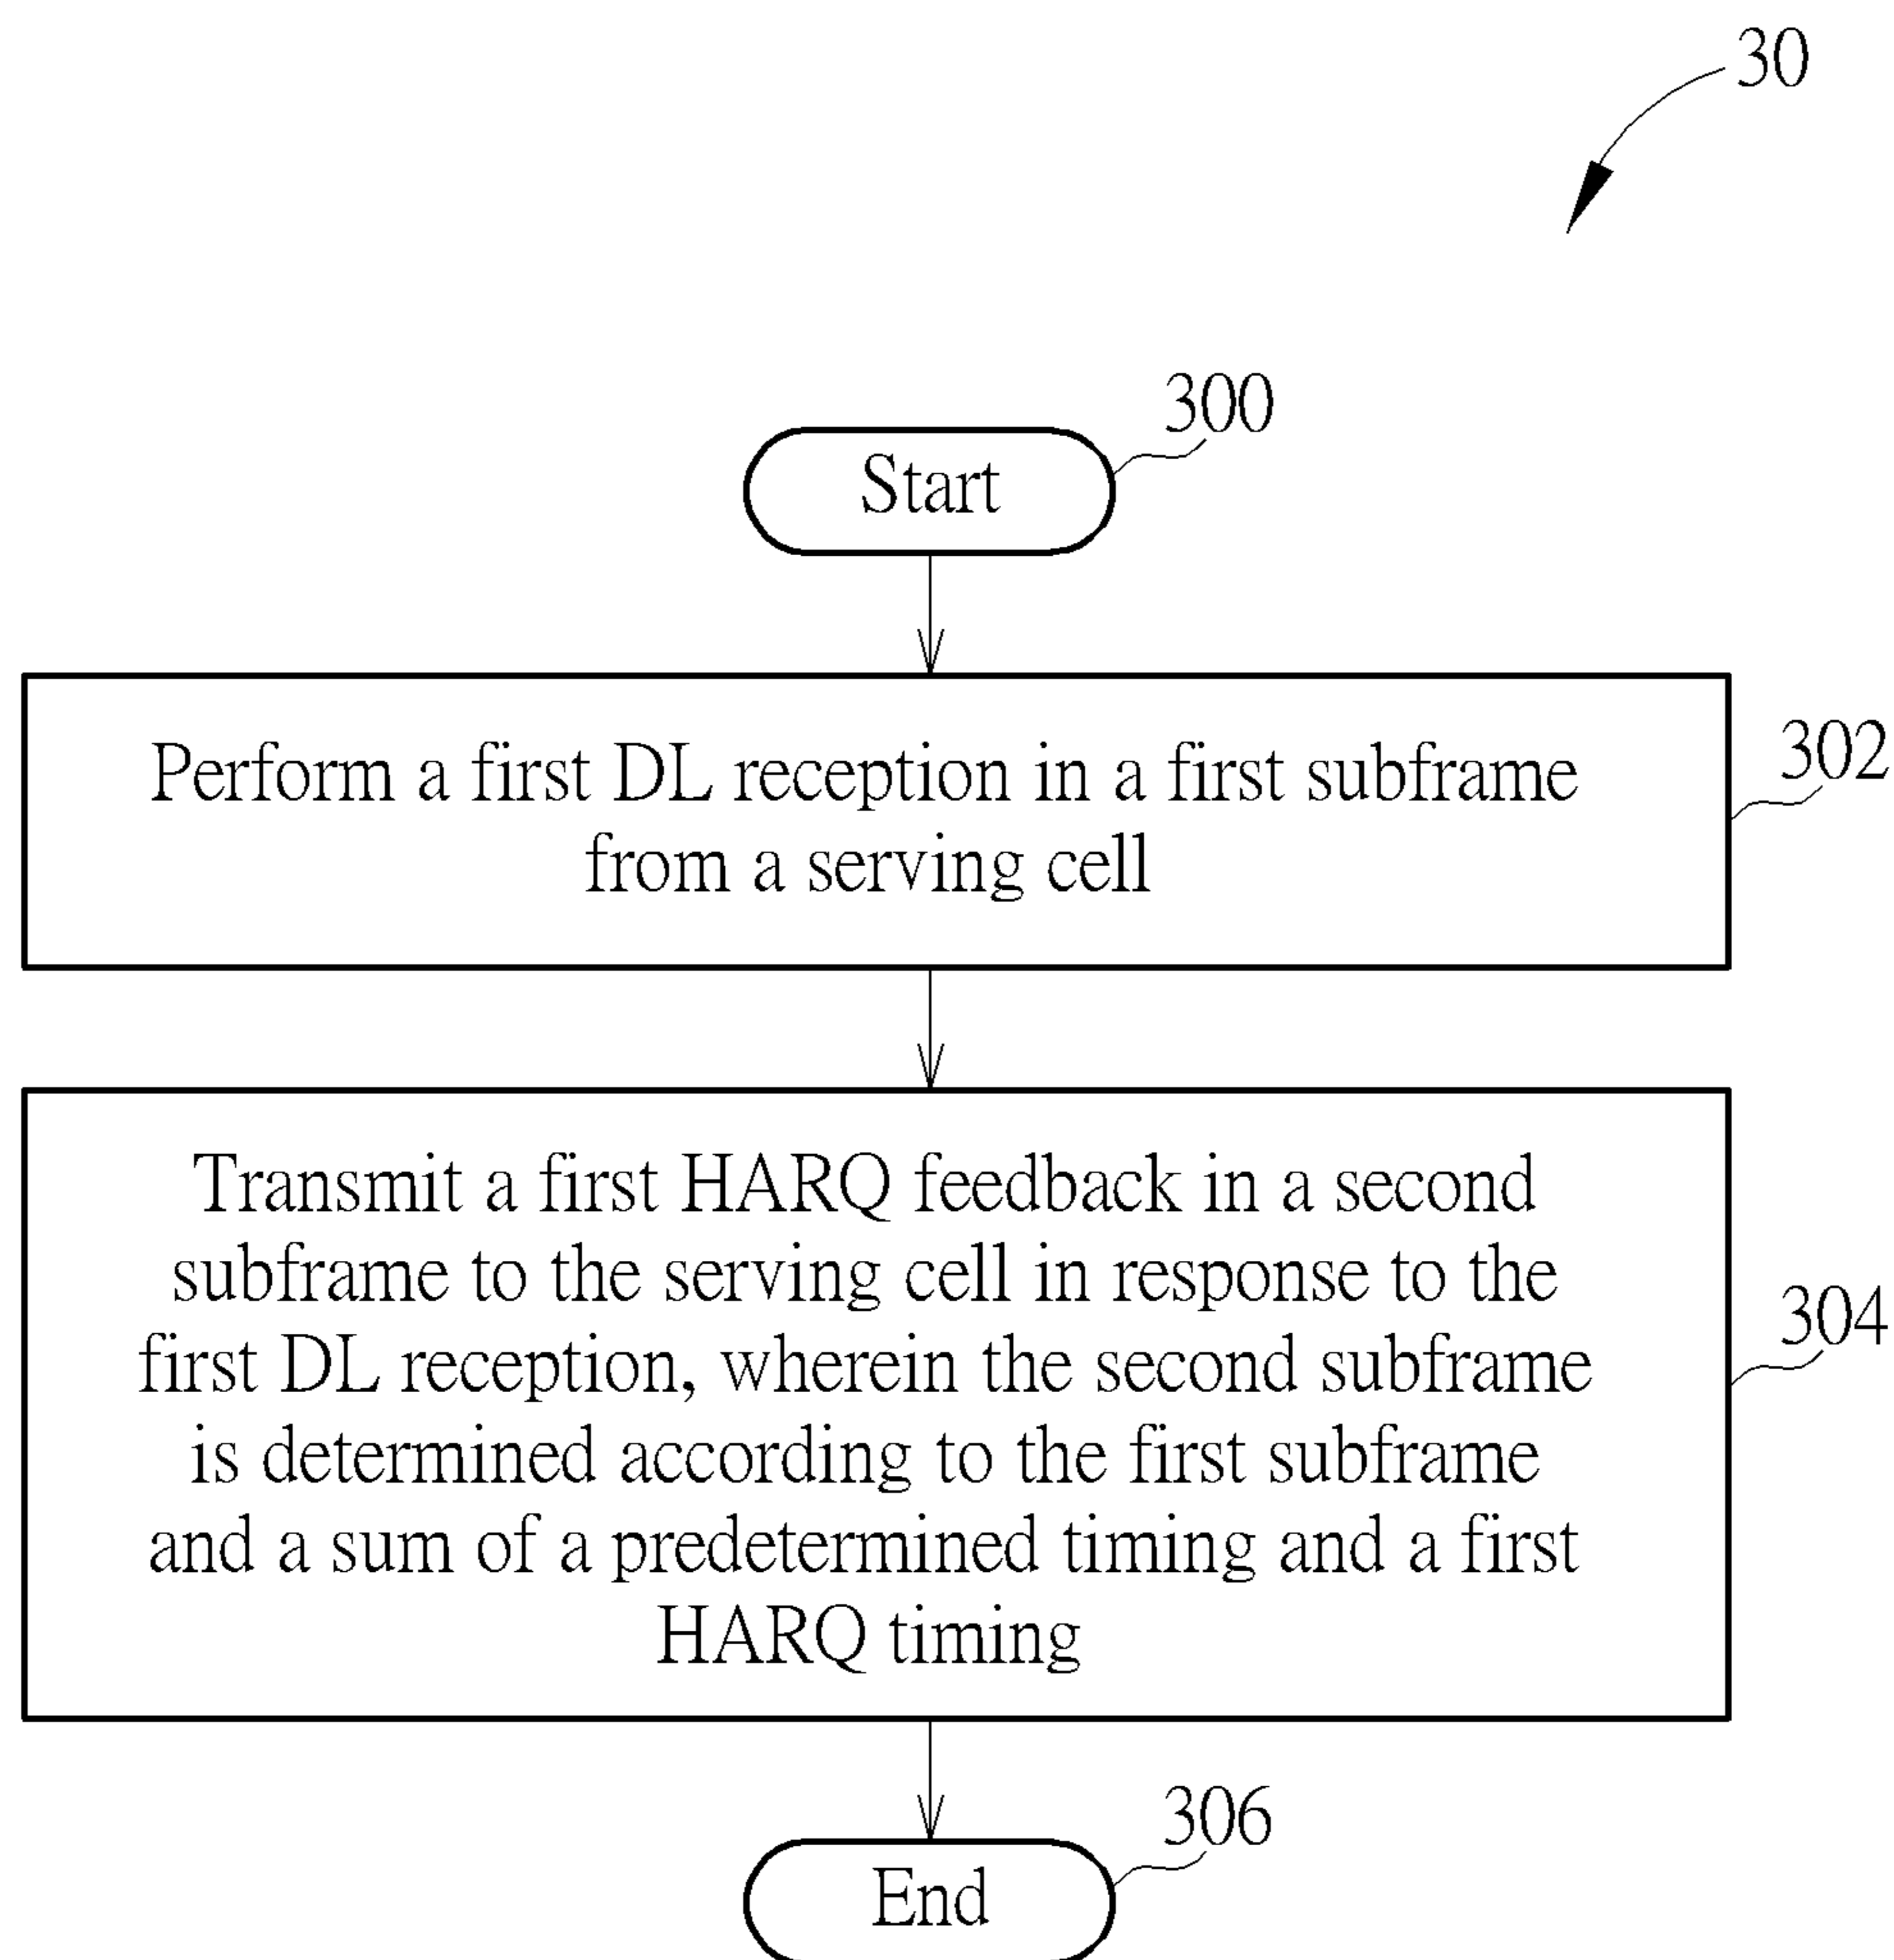 30
300
Start
302
Perform a first DL reception in a first subframe
from a serving cell
304
Transmit a first HARQ feedback in a second
subframe to the serving cell in response to the
first DL reception, wherein the second subframe
is determined according to the first subframe
and a sum of a predetermined timing and a first
HARQ timing
306
End